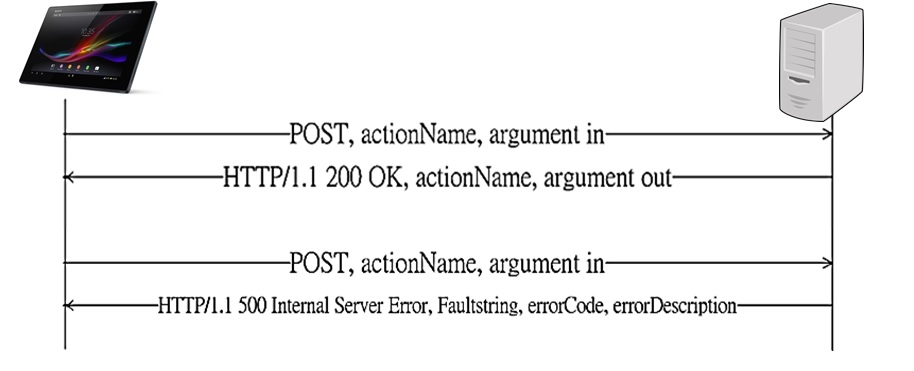 POST, actionName, argument in
HTTP/1.1 200 OK, actionName, argument out
POST, actionName, argument in
HTTP/1.1 500 Internal Server Error, Faultstring, errorCode, errorDescription